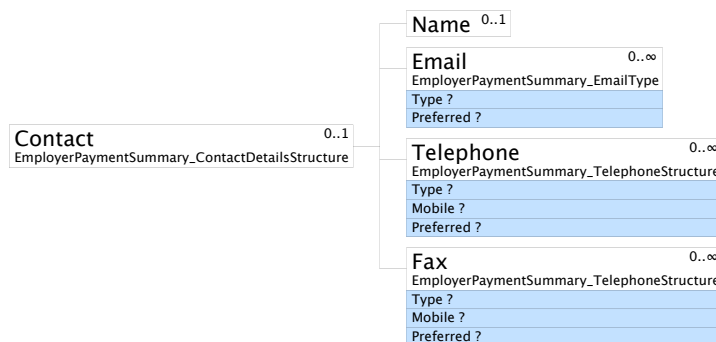 Name 0..1
Email 0..∞
EmployerPaymentSummary_EmailType
Type ?
Preferred ?
Contact 0..1
EmployerPaymentSummary_ContactDetailsStructure
Telephone 0..∞
EmployerPaymentSummary_TelephoneStructure
Type ?
Mobile ?
Preferred ?
Fax 0..∞
EmployerPaymentSummary_TelephoneStructure
Type ?
Mobile ?
Preferred ?